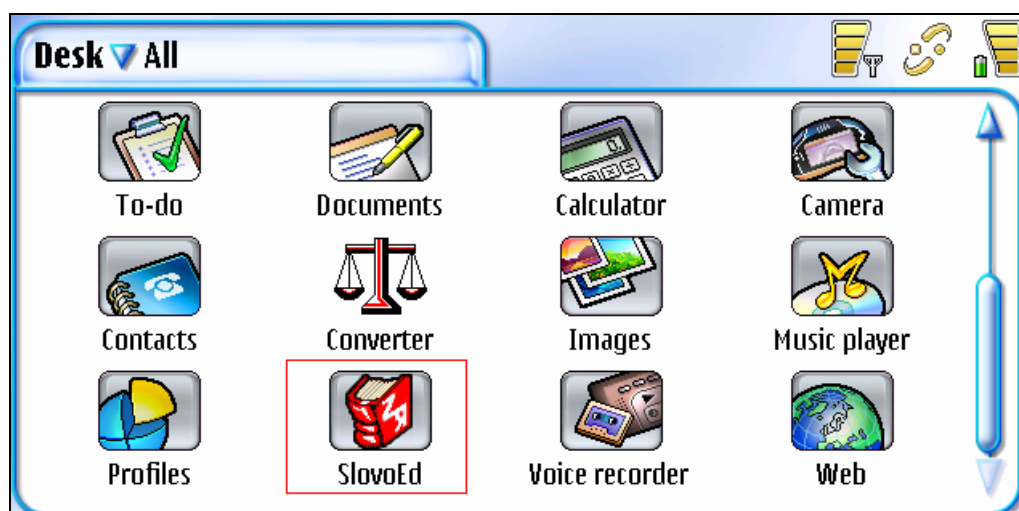 Desk All
To-do Documents Calculator Camera
Contacts Converter Images Music player
Profiles SlovoEd Voice recorder Web